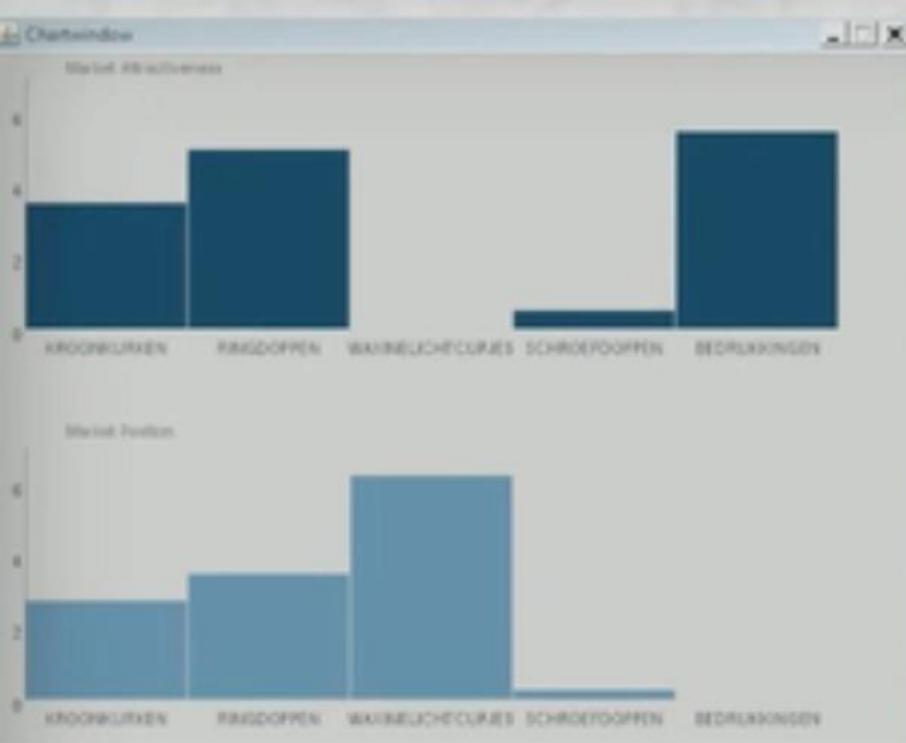 Chartwindow
Market Attractiveness
6
4
2
0
KROONKURKEN RINGDOPPEN WAXINELICHTCUPJES SCHROEFDOPPEN BEDRUKKINGEN
Market Position
6
4
2
0
KROONKURKEN RINGDOPPEN WAXINELICHTCUPJES SCHROEFDOPPEN BEDRUKKINGEN